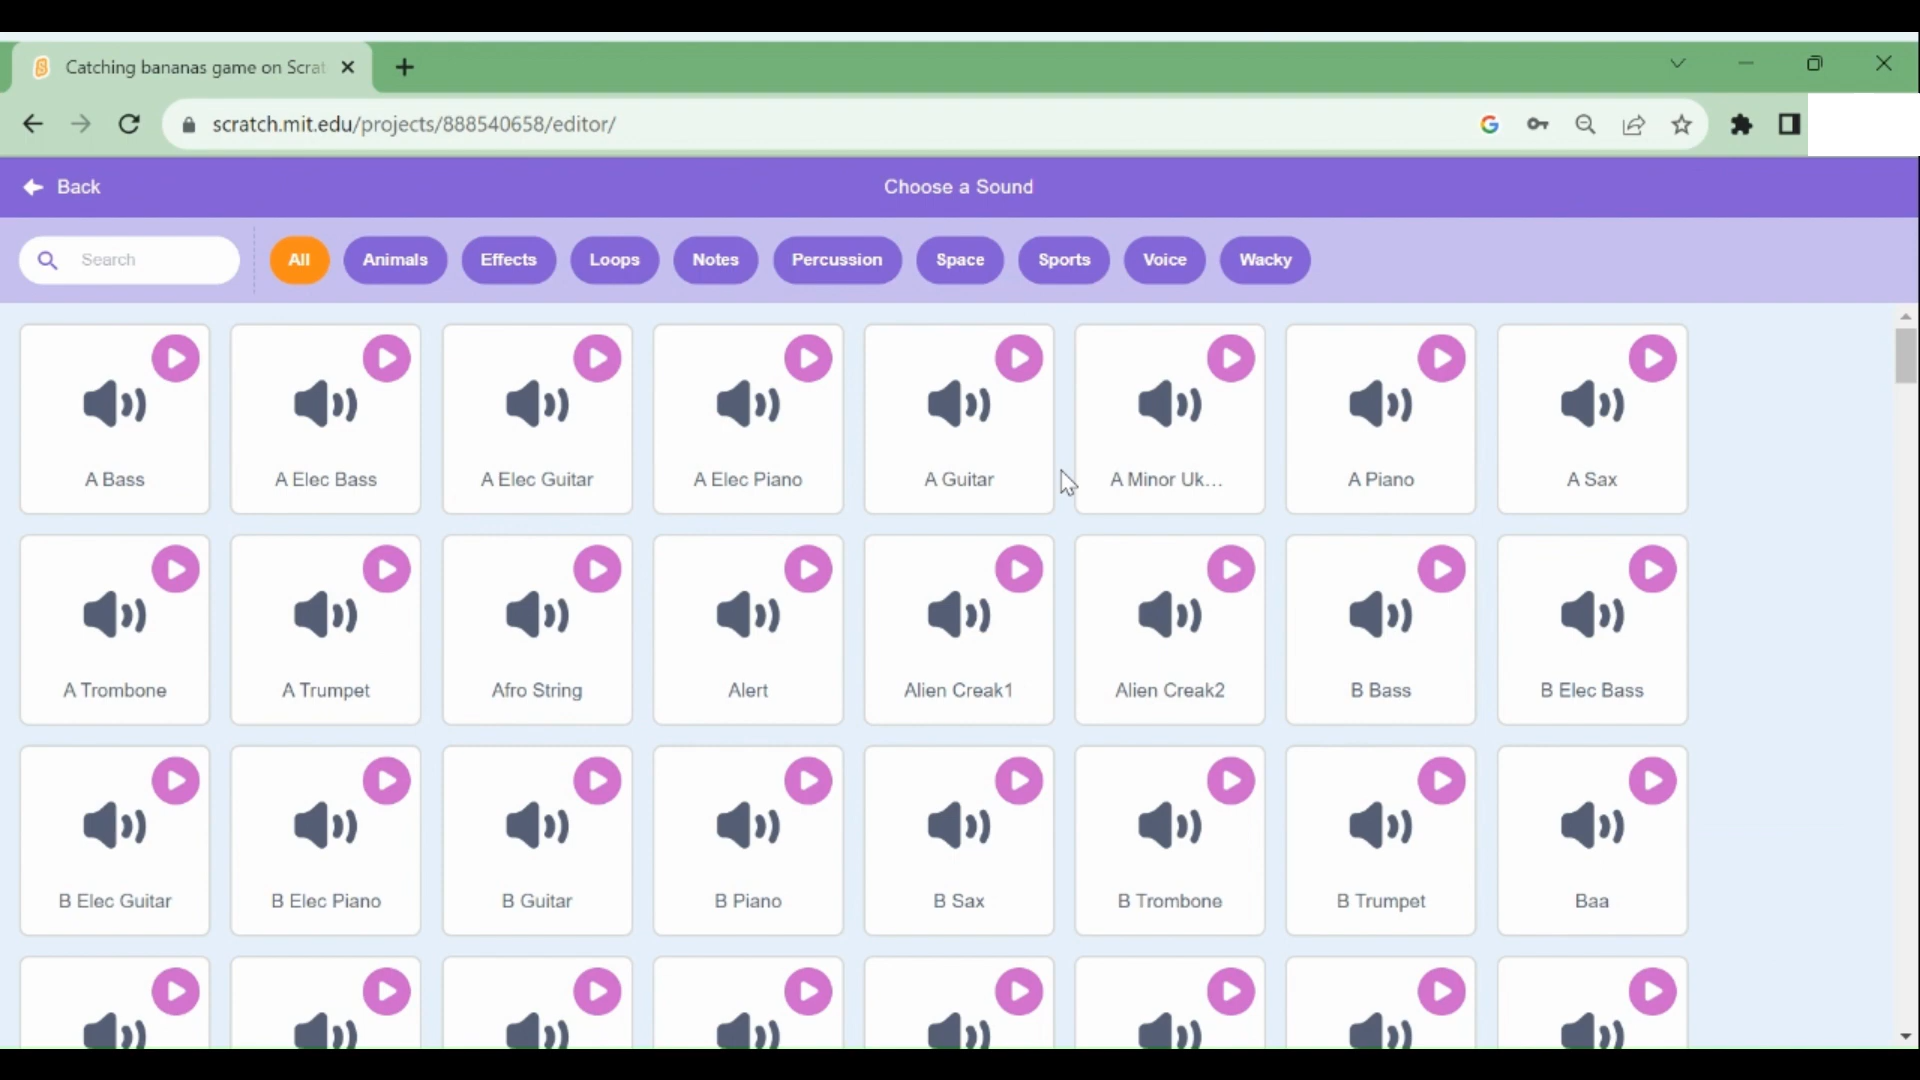 Catching bananas game on Scrat
scratch.mit.edu/projects/888540658/editor/
Back
Choose a Sound
Search
All
Animals
Effects
Loops
Notes
Percussion
Space
Sports
Voice
Wacky
A Bass
A Elec Bass
A Elec Guitar
A Elec Piano
A Guitar
A Minor Uk...
A Piano
A Sax
A Trombone
A Trumpet
Afro String
Alert
Alien Creak1
Alien Creak2
B Bass
B Elec Bass
B Elec Guitar
B Elec Piano
B Guitar
B Piano
B Sax
B Trombone
B Trumpet
Baa